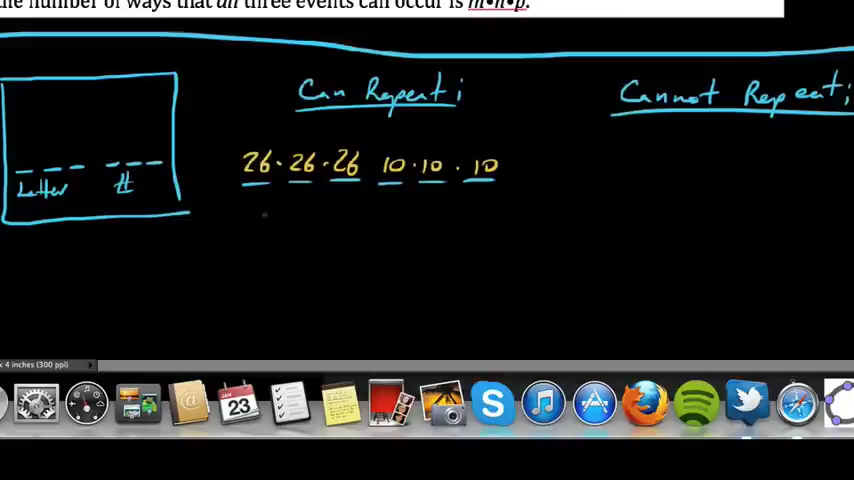 the number of ways that all three events can occur is m•n•p.
Can Repeat;
Cannot Repeat;
26 · 26 · 26 10 · 10 · 10
Letter #
x 4 inches (300 ppi)
JAN
23